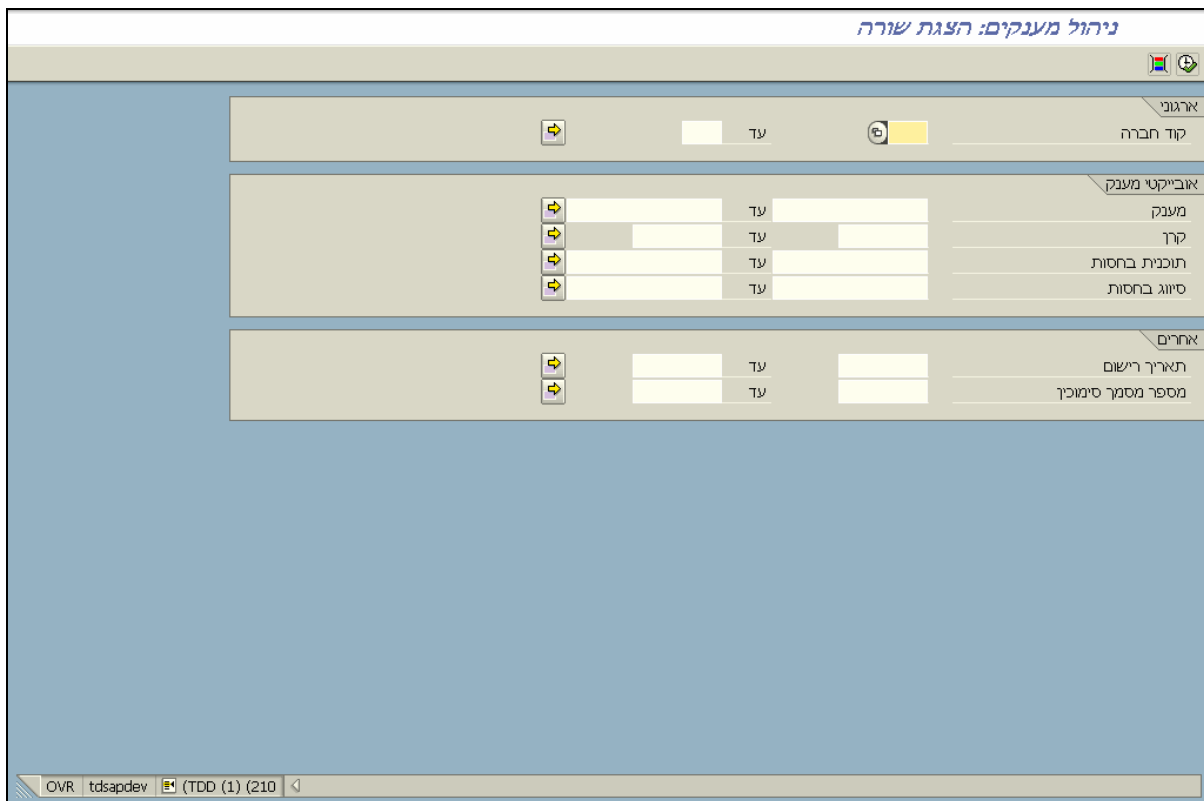 ניהול מענקים: הצגת שורה
ארגוני
קוד חברה עד
אובייקטי מענק
מענק עד
קרן עד
תוכנית בחסות עד
סיווג בחסות עד
אחרים
תאריך רישום עד
מספר מסמך סימוכין עד
OVR tdsapdev (TDD (1) (210